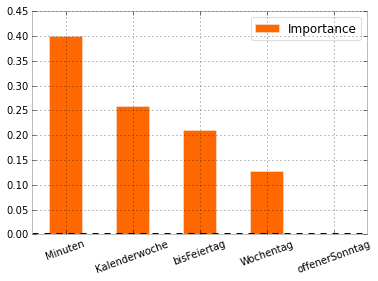 Importance
0.45
0.40
0.35
0.30
0.25
0.20
0.15
0.10
0.05
0.00
Minuten
Kalenderwoche
bisFeiertag
Wochentag
offenerSonntag